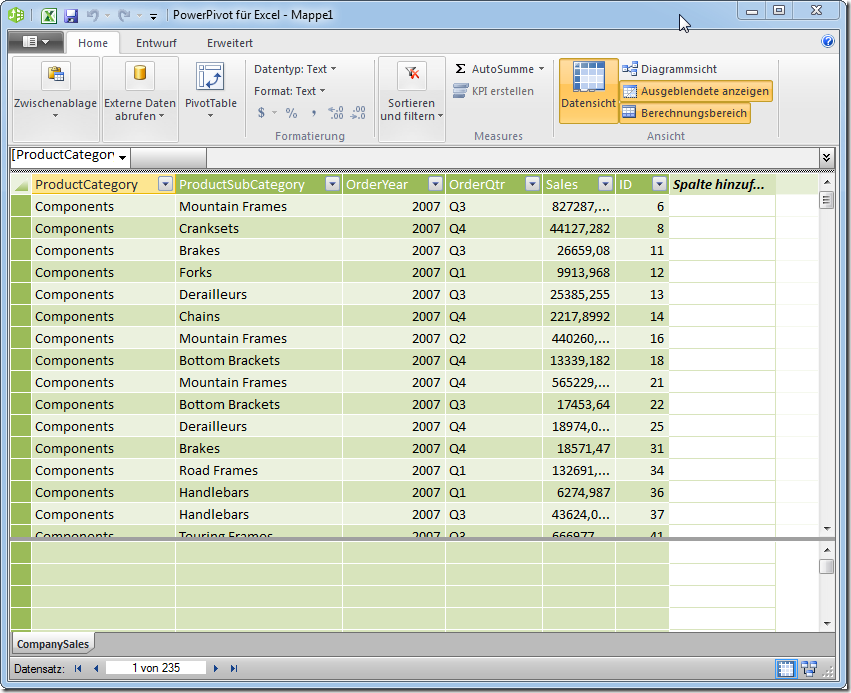 PowerPivot für Excel - Mappe1
Home Entwurf Erweitert
Zwischenablage
Externe Daten abrufen
PivotTable
Datentyp: Text
Format: Text
$ % ,
Formatierung
Sortieren und filtern
Σ AutoSumme
KPI erstellen
Measures
Datensicht
Diagrammsicht
Ausgeblendete anzeigen
Berechnungsbereich
Ansicht
[ProductCategor
ProductCategory ProductSubCategory OrderYear OrderQtr Sales ID Spalte hinzuf...
Components Mountain Frames 2007 Q3 827287,... 6
Components Cranksets 2007 Q4 44127,282 8
Components Brakes 2007 Q3 26659,08 11
Components Forks 2007 Q1 9913,968 12
Components Derailleurs 2007 Q3 25385,255 13
Components Chains 2007 Q4 2217,8992 14
Components Mountain Frames 2007 Q2 440260,... 16
Components Bottom Brackets 2007 Q4 13339,182 18
Components Mountain Frames 2007 Q4 565229,... 21
Components Bottom Brackets 2007 Q3 17453,64 22
Components Derailleurs 2007 Q4 18974,0... 25
Components Brakes 2007 Q4 18571,47 31
Components Road Frames 2007 Q1 132691,... 34
Components Handlebars 2007 Q1 6274,987 36
Components Handlebars 2007 Q3 43624,0... 37
Components Touring Frames 2007 Q3 666977,... 41
CompanySales
Datensatz: 1 von 235